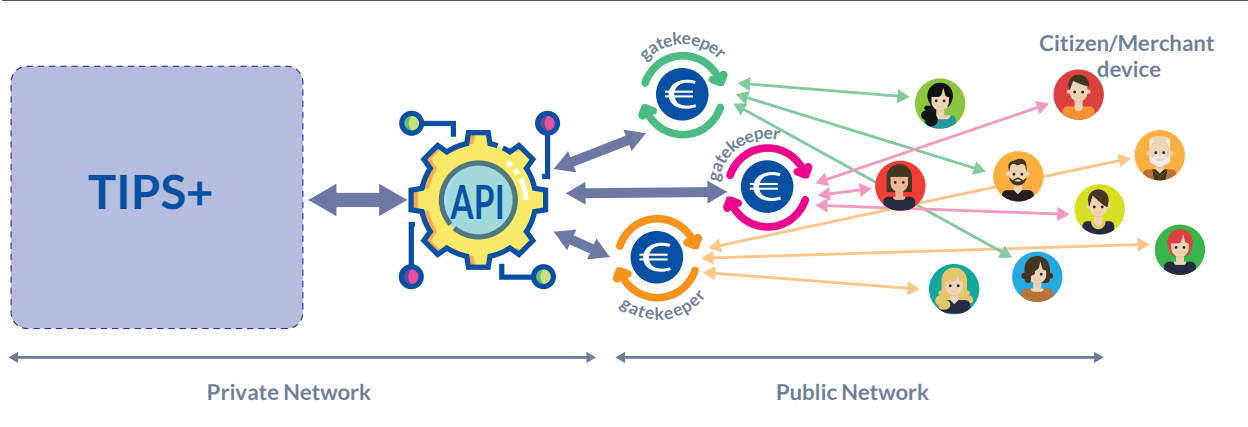 gatekeeper
Citizen/Merchant
device
gatekeeper
TIPS+
API
gatekeeper
Private Network
Public Network